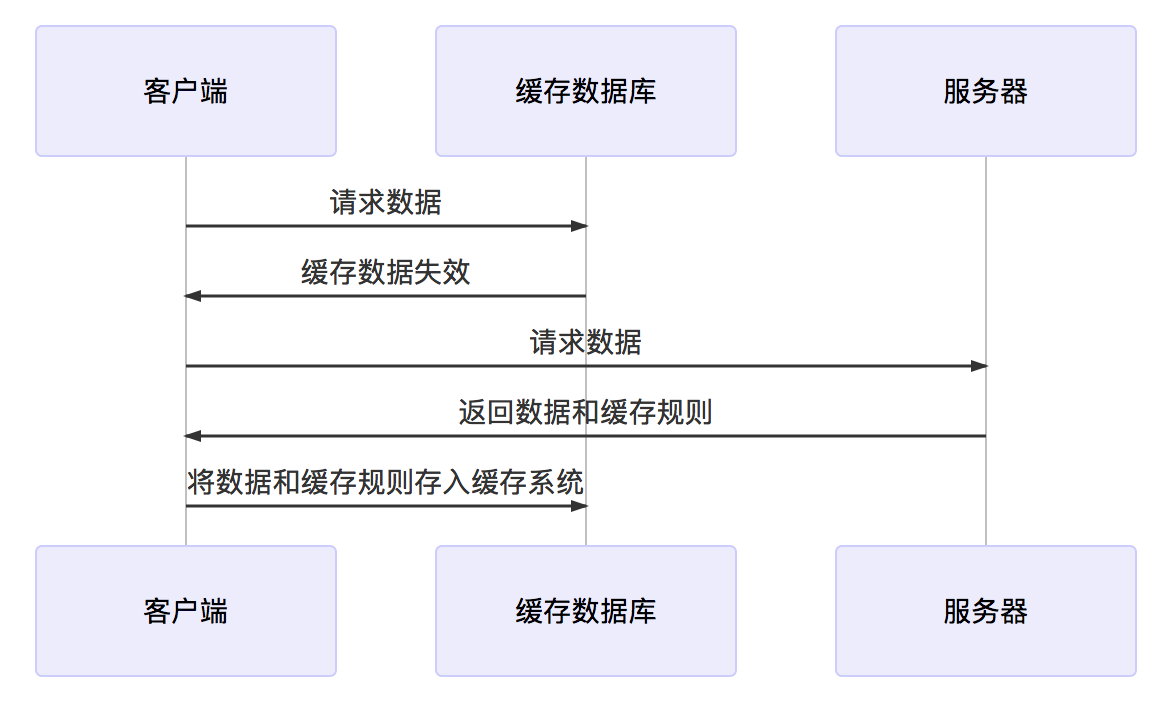 客户端
缓存数据库
服务器
请求数据
缓存数据失效
请求数据
返回数据和缓存规则
将数据和缓存规则存入缓存系统
客户端
缓存数据库
服务器